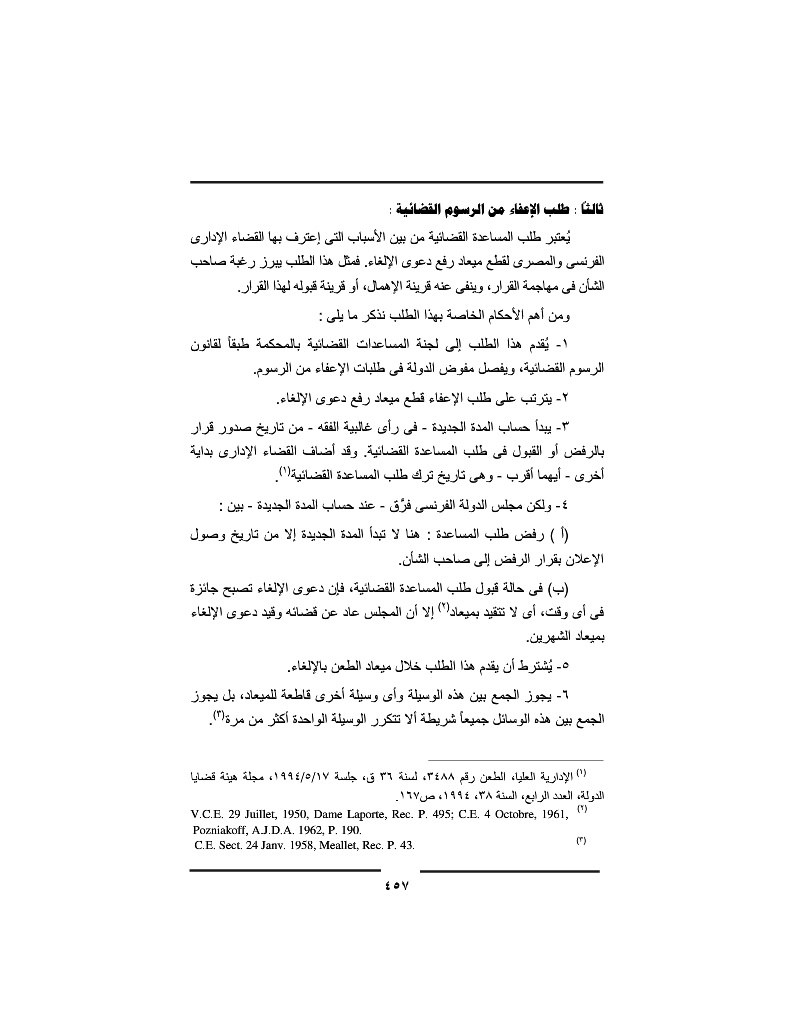 ثالثاً : طلب الإعفاء من الرسوم القضائية :
يُعتبر طلب المساعدة القضائية من بين الأسباب التى إعترف بها القضاء الإدارى
الفرنسى والمصرى لقطع ميعاد رفع دعوى الإلغاء. فمثل هذا الطلب يبرز رغبة صاحب
الشأن فى مهاجمة القرار، وينفى عنه قرينة الإهمال، أو قرينة قبوله لهذا القرار.
ومن أهم الأحكام الخاصة بهذا الطلب نذكر ما يلى :
١- يُقدم هذا الطلب إلى لجنة المساعدات القضائية بالمحكمة طبقاً لقانون
الرسوم القضائية، ويفصل مفوض الدولة فى طلبات الإعفاء من الرسوم.
٢- يترتب على طلب الإعفاء قطع ميعاد رفع دعوى الإلغاء.
٣- يبدأ حساب المدة الجديدة - فى رأى غالبية الفقه - من تاريخ صدور قرار
بالرفض أو القبول فى طلب المساعدة القضائية. وقد أضاف القضاء الإدارى بداية
أخرى - أيهما أقرب - وهى تاريخ ترك طلب المساعدة القضائية(١).
٤- ولكن مجلس الدولة الفرنسى فرَّق - عند حساب المدة الجديدة - بين :
(أ ) رفض طلب المساعدة : هنا لا تبدأ المدة الجديدة إلا من تاريخ وصول
الإعلان بقرار الرفض إلى صاحب الشأن.
(ب) فى حالة قبول طلب المساعدة القضائية، فإن دعوى الإلغاء تصبح جائزة
فى أى وقت، أى لا تتقيد بميعاد(٢) إلا أن المجلس عاد عن قضائه وقيد دعوى الإلغاء
بميعاد الشهرين.
٥- يُشترط أن يقدم هذا الطلب خلال ميعاد الطعن بالإلغاء.
٦- يجوز الجمع بين هذه الوسيلة وأى وسيلة أخرى قاطعة للميعاد، بل يجوز
الجمع بين هذه الوسائل جميعاً شريطة ألا تتكرر الوسيلة الواحدة أكثر من مرة(٣).
(١) الإدارية العليا، الطعن رقم ٣٤٨٨، لسنة ٣٦ ق، جلسة ١٩٩٤/٥/١٧، مجلة هيئة قضايا
الدولة، العدد الرابع، السنة ٣٨، ١٩٩٤، ص١٦٧.
(٢) V.C.E. 29 Juillet, 1950, Dame Laporte, Rec. P. 495; C.E. 4 Octobre, 1961,
Pozniakoff, A.J.D.A. 1962, P. 190.
(٣) C.E. Sect. 24 Janv. 1958, Meallet, Rec. P. 43.
٤٥٧